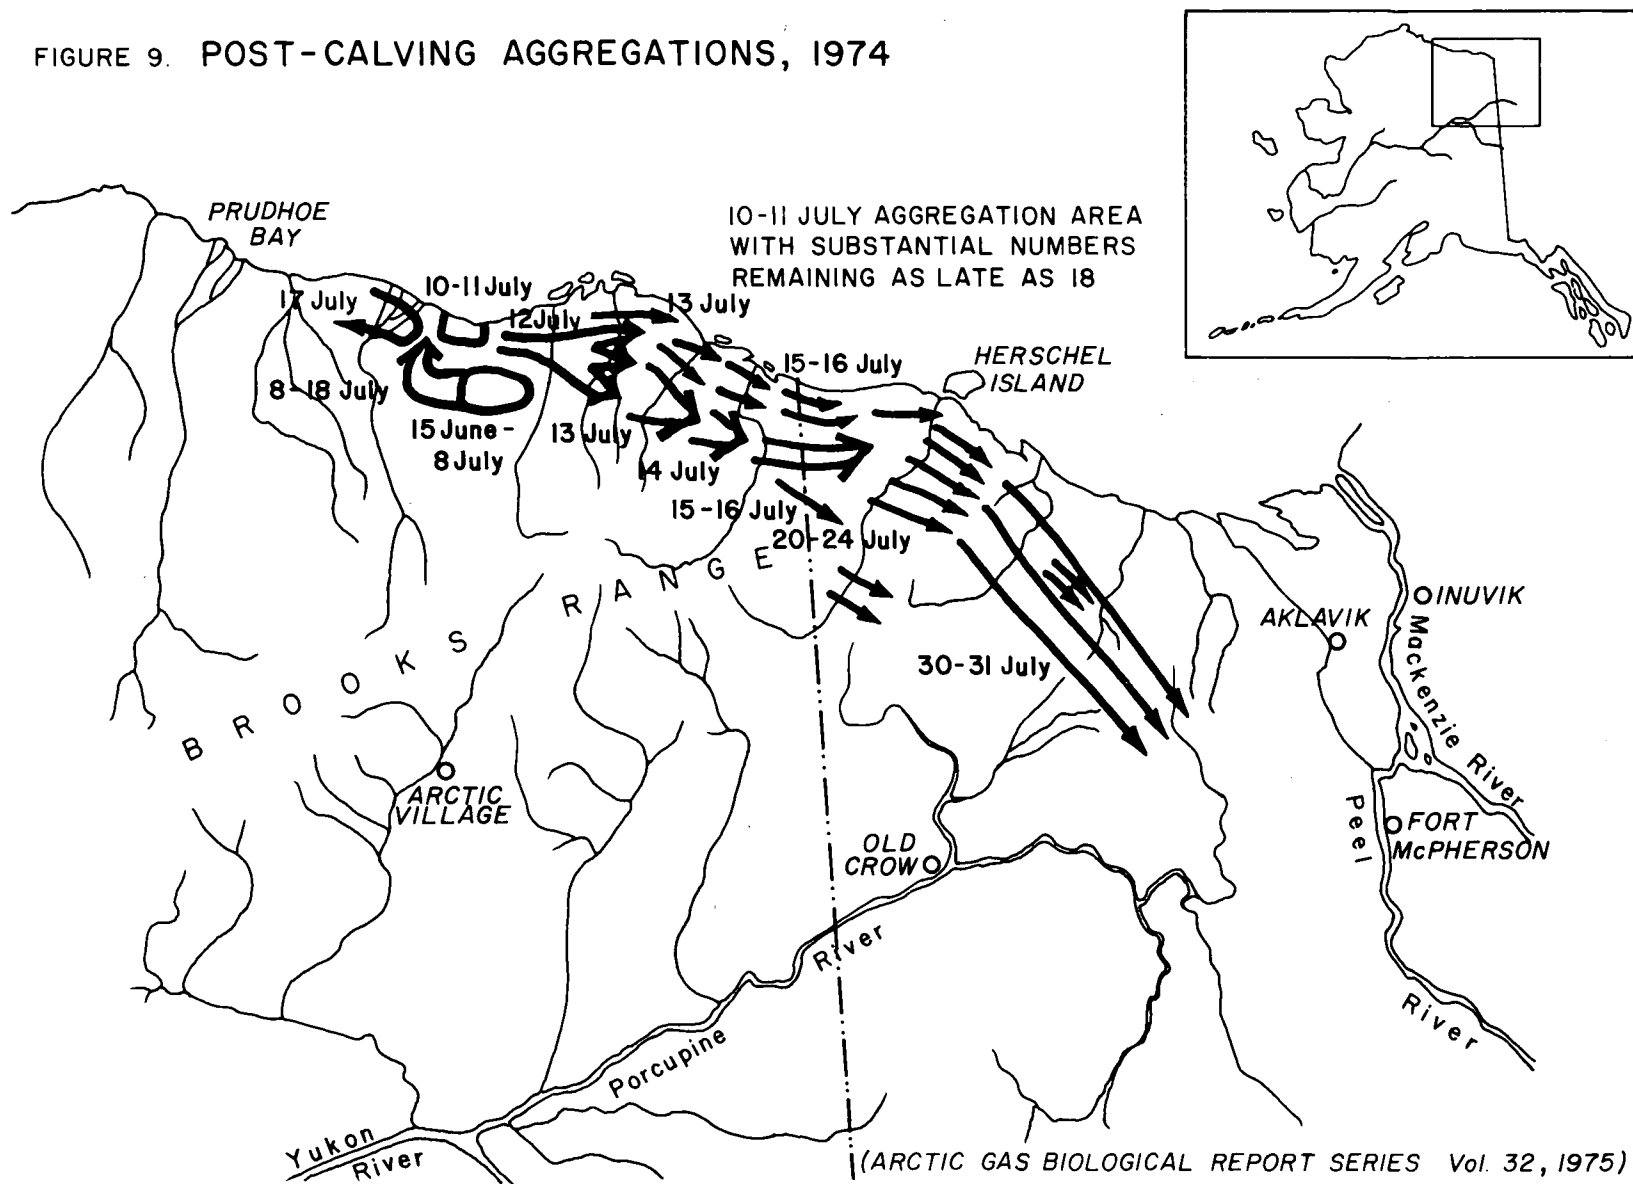 FIGURE 9. POST-CALVING AGGREGATIONS, 1974
PRUDHOE
BAY
10-11 JULY AGGREGATION AREA
WITH SUBSTANTIAL NUMBERS
REMAINING AS LATE AS 18
17 July
10-11 July
12 July
13 July
15-16 July
HERSCHEL
ISLAND
8-18 July
15 June-
8 July
13 July
14 July
15-16 July
20-24 July
BROOKS RANGE
30-31 July
INUVIK
AKLAVIK
Mackenzie River
ARCTIC
VILLAGE
OLD
CROW
Peel
River
FORT
McPHERSON
Porcupine
River
Yukon
River
(ARCTIC GAS BIOLOGICAL REPORT SERIES Vol. 32, 1975)